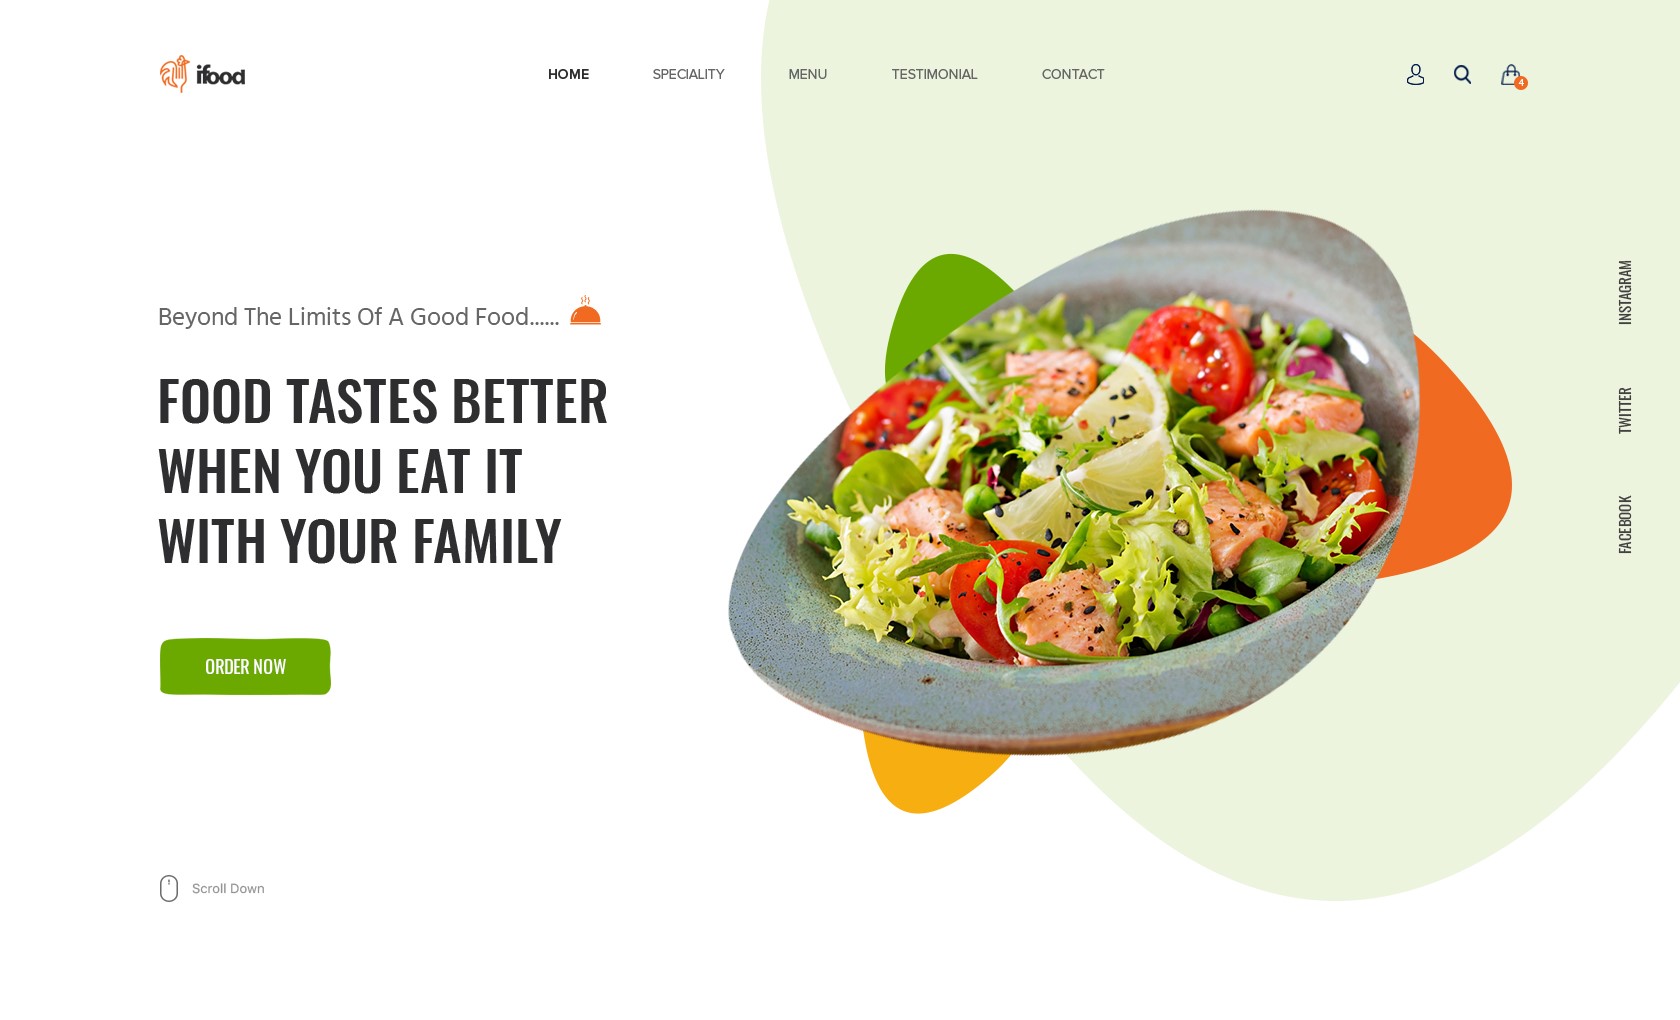 ifood
HOME
SPECIALITY
MENU
TESTIMONIAL
CONTACT
4
Beyond The Limits Of A Good Food......
FOOD TASTES BETTER
WHEN YOU EAT IT
WITH YOUR FAMILY
ORDER NOW
Scroll Down
INSTAGRAM
TWITTER
FACEBOOK